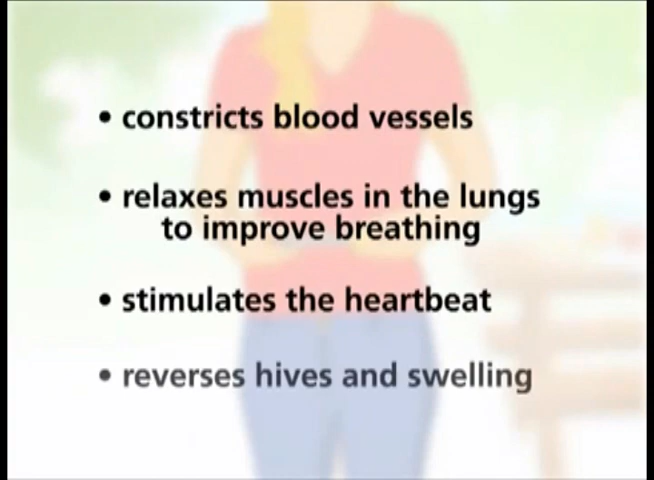 • constricts blood vessels
• relaxes muscles in the lungs
to improve breathing
• stimulates the heartbeat
• reverses hives and swelling